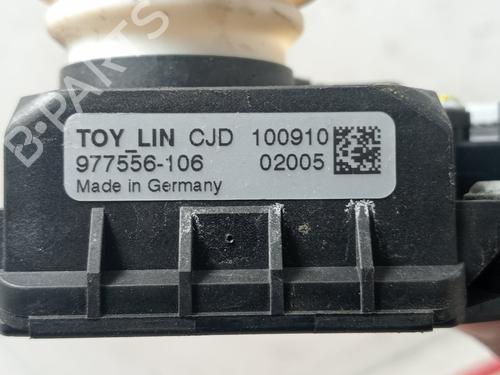 TOY_LIN CJD 100910
977556-106 02005
Made in Germany
B-PARTS